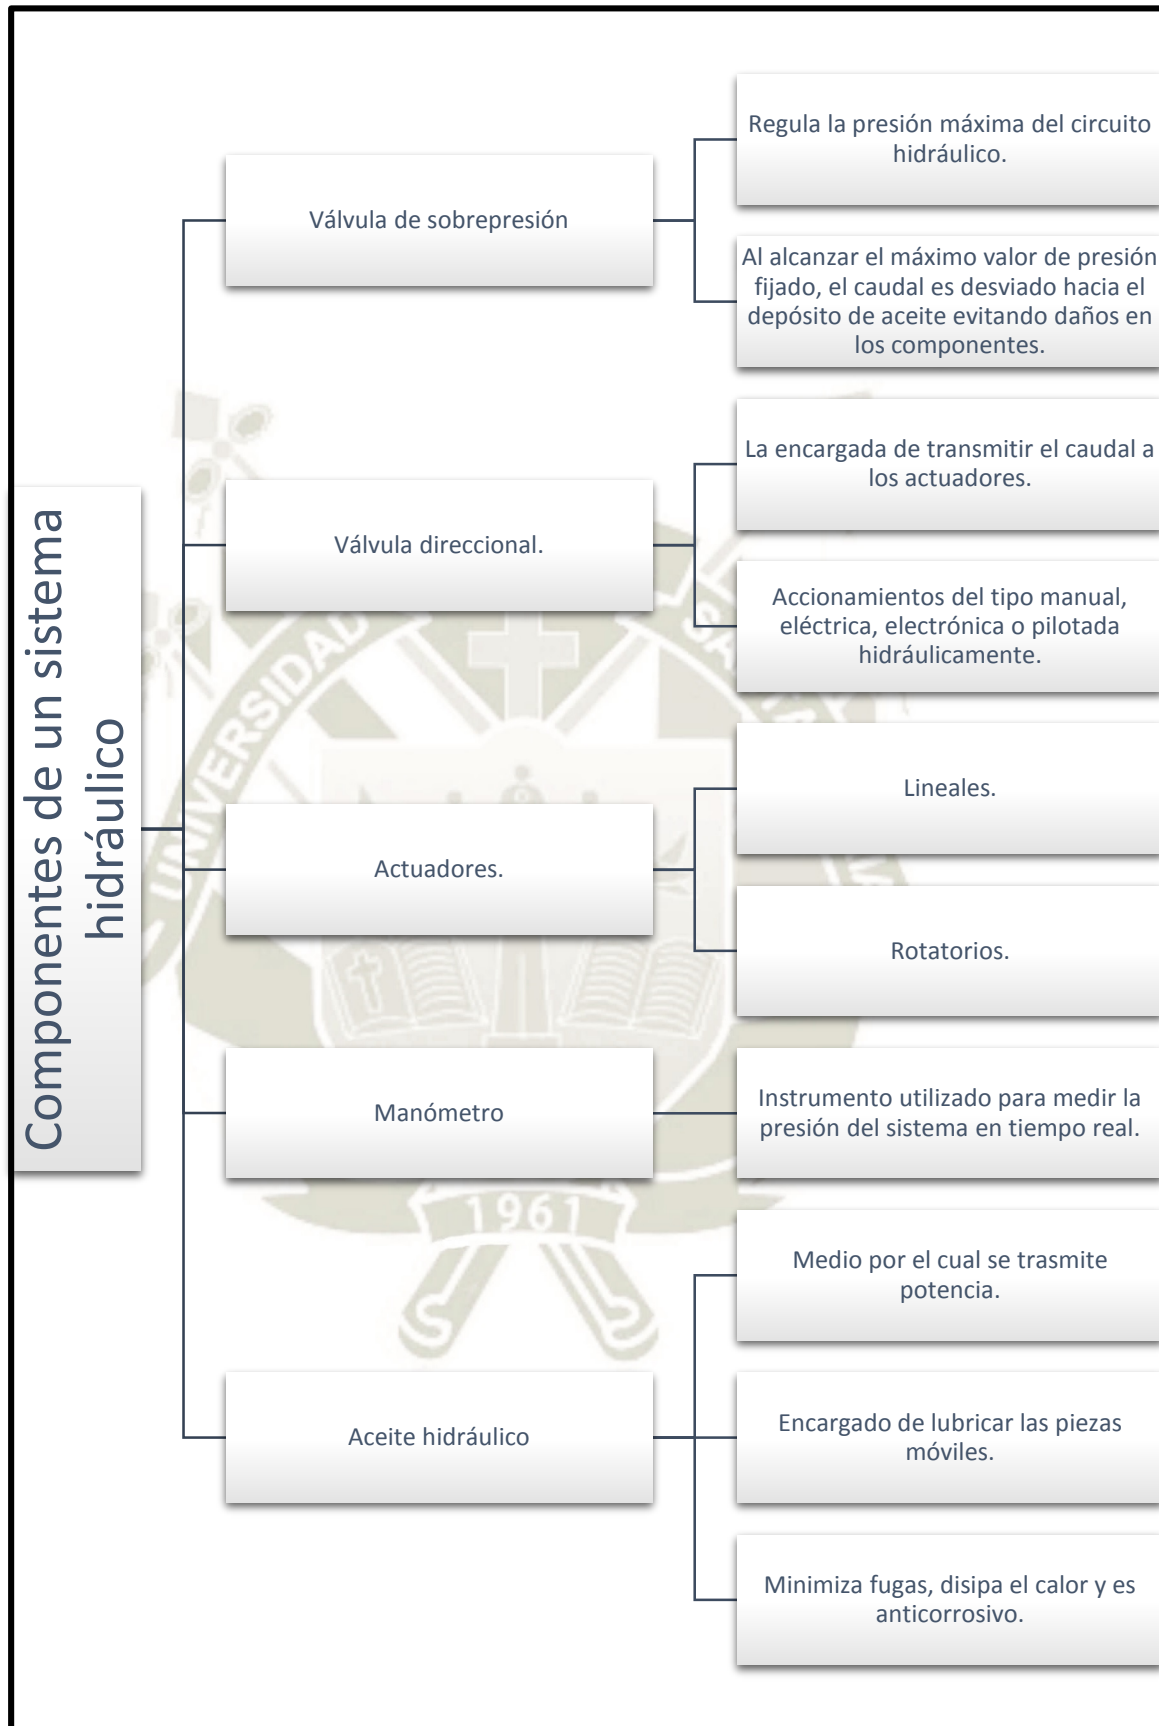 Componentes de un sistema
hidráulico
Válvula de sobrepresión
Regula la presión máxima del circuito
hidráulico.
Al alcanzar el máximo valor de presión
fijado, el caudal es desviado hacia el
depósito de aceite evitando daños en
los componentes.
Válvula direccional.
La encargada de transmitir el caudal a
los actuadores.
Accionamientos del tipo manual,
eléctrica, electrónica o pilotada
hidráulicamente.
Actuadores.
Lineales.
Rotatorios.
Manómetro
Instrumento utilizado para medir la
presión del sistema en tiempo real.
Aceite hidráulico
Medio por el cual se trasmite
potencia.
Encargado de lubricar las piezas
móviles.
Minimiza fugas, disipa el calor y es
anticorrosivo.
UNIVERSIDAD
1961